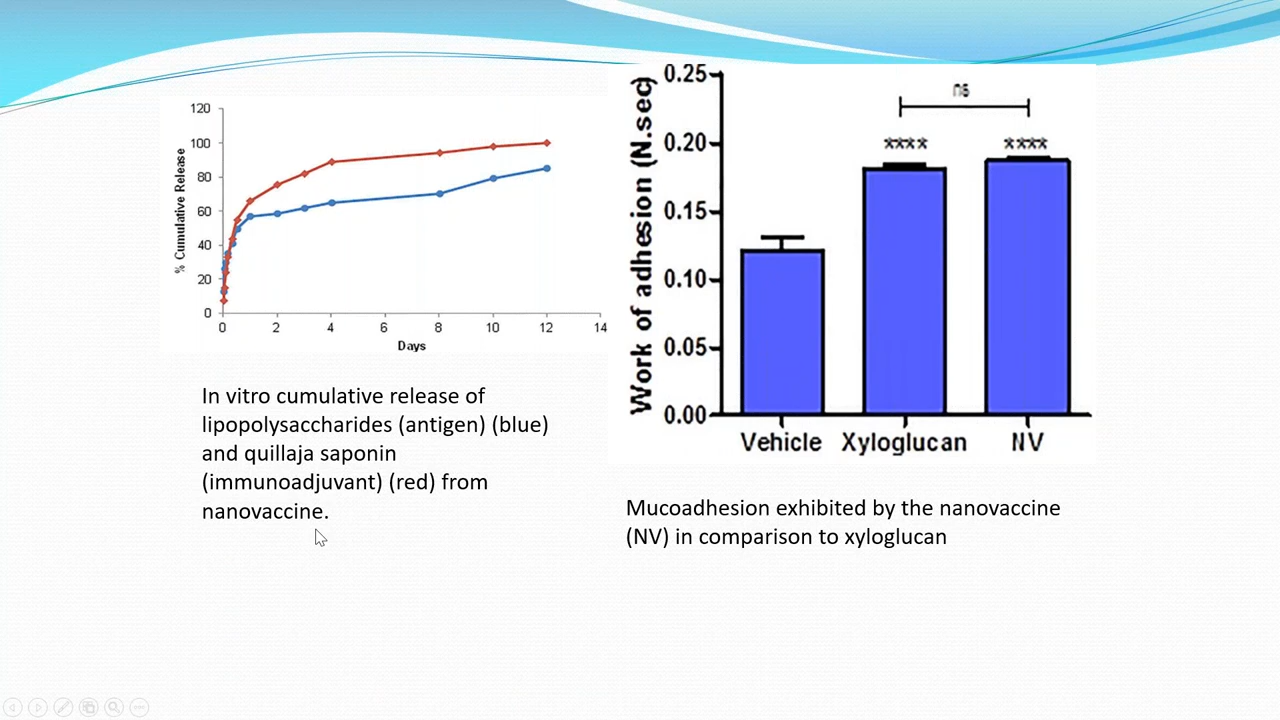 120
100
80
60
40
20
0
% Cumulative Release
0 2 4 6 8 10 12 14
Days
In vitro cumulative release of
lipopolysaccharides (antigen) (blue)
and quillaja saponin
(immunoadjuvant) (red) from
nanovaccine.
0.25
0.20
0.15
0.10
0.05
0.00
Work of adhesion (N.sec)
ns
**** ****
Vehicle Xyloglucan NV
Mucoadhesion exhibited by the nanovaccine
(NV) in comparison to xyloglucan